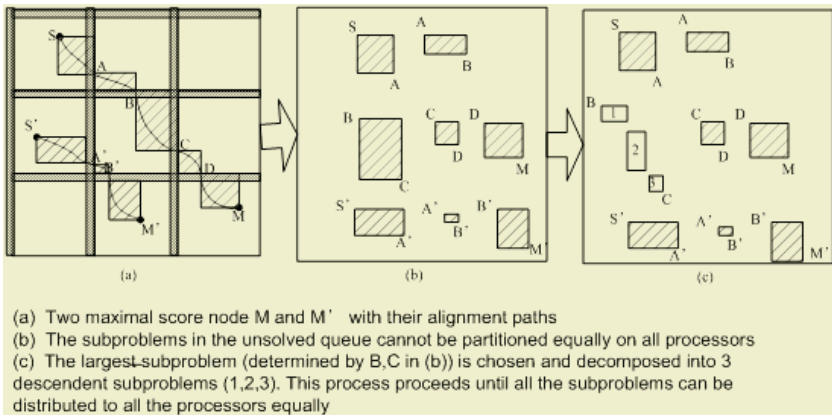 S
A
B
C
D
M
S'
A'
B'
M'
(a)
S
A
A
B
B
C
C
D
D
M
S'
A'
A'
B'
B'
M'
(b)
S
A
A
B
B
1
2
3
C
C
D
D
M
S'
A'
A'
B'
B'
M'
(c)
(a) Two maximal score node M and M' with their alignment paths
(b) The subproblems in the unsolved queue cannot be partitioned equally on all processors
(c) The largest subproblem (determined by B,C in (b)) is chosen and decomposed into 3
descendent subproblems (1,2,3). This process proceeds until all the subproblems can be
distributed to all the processors equally